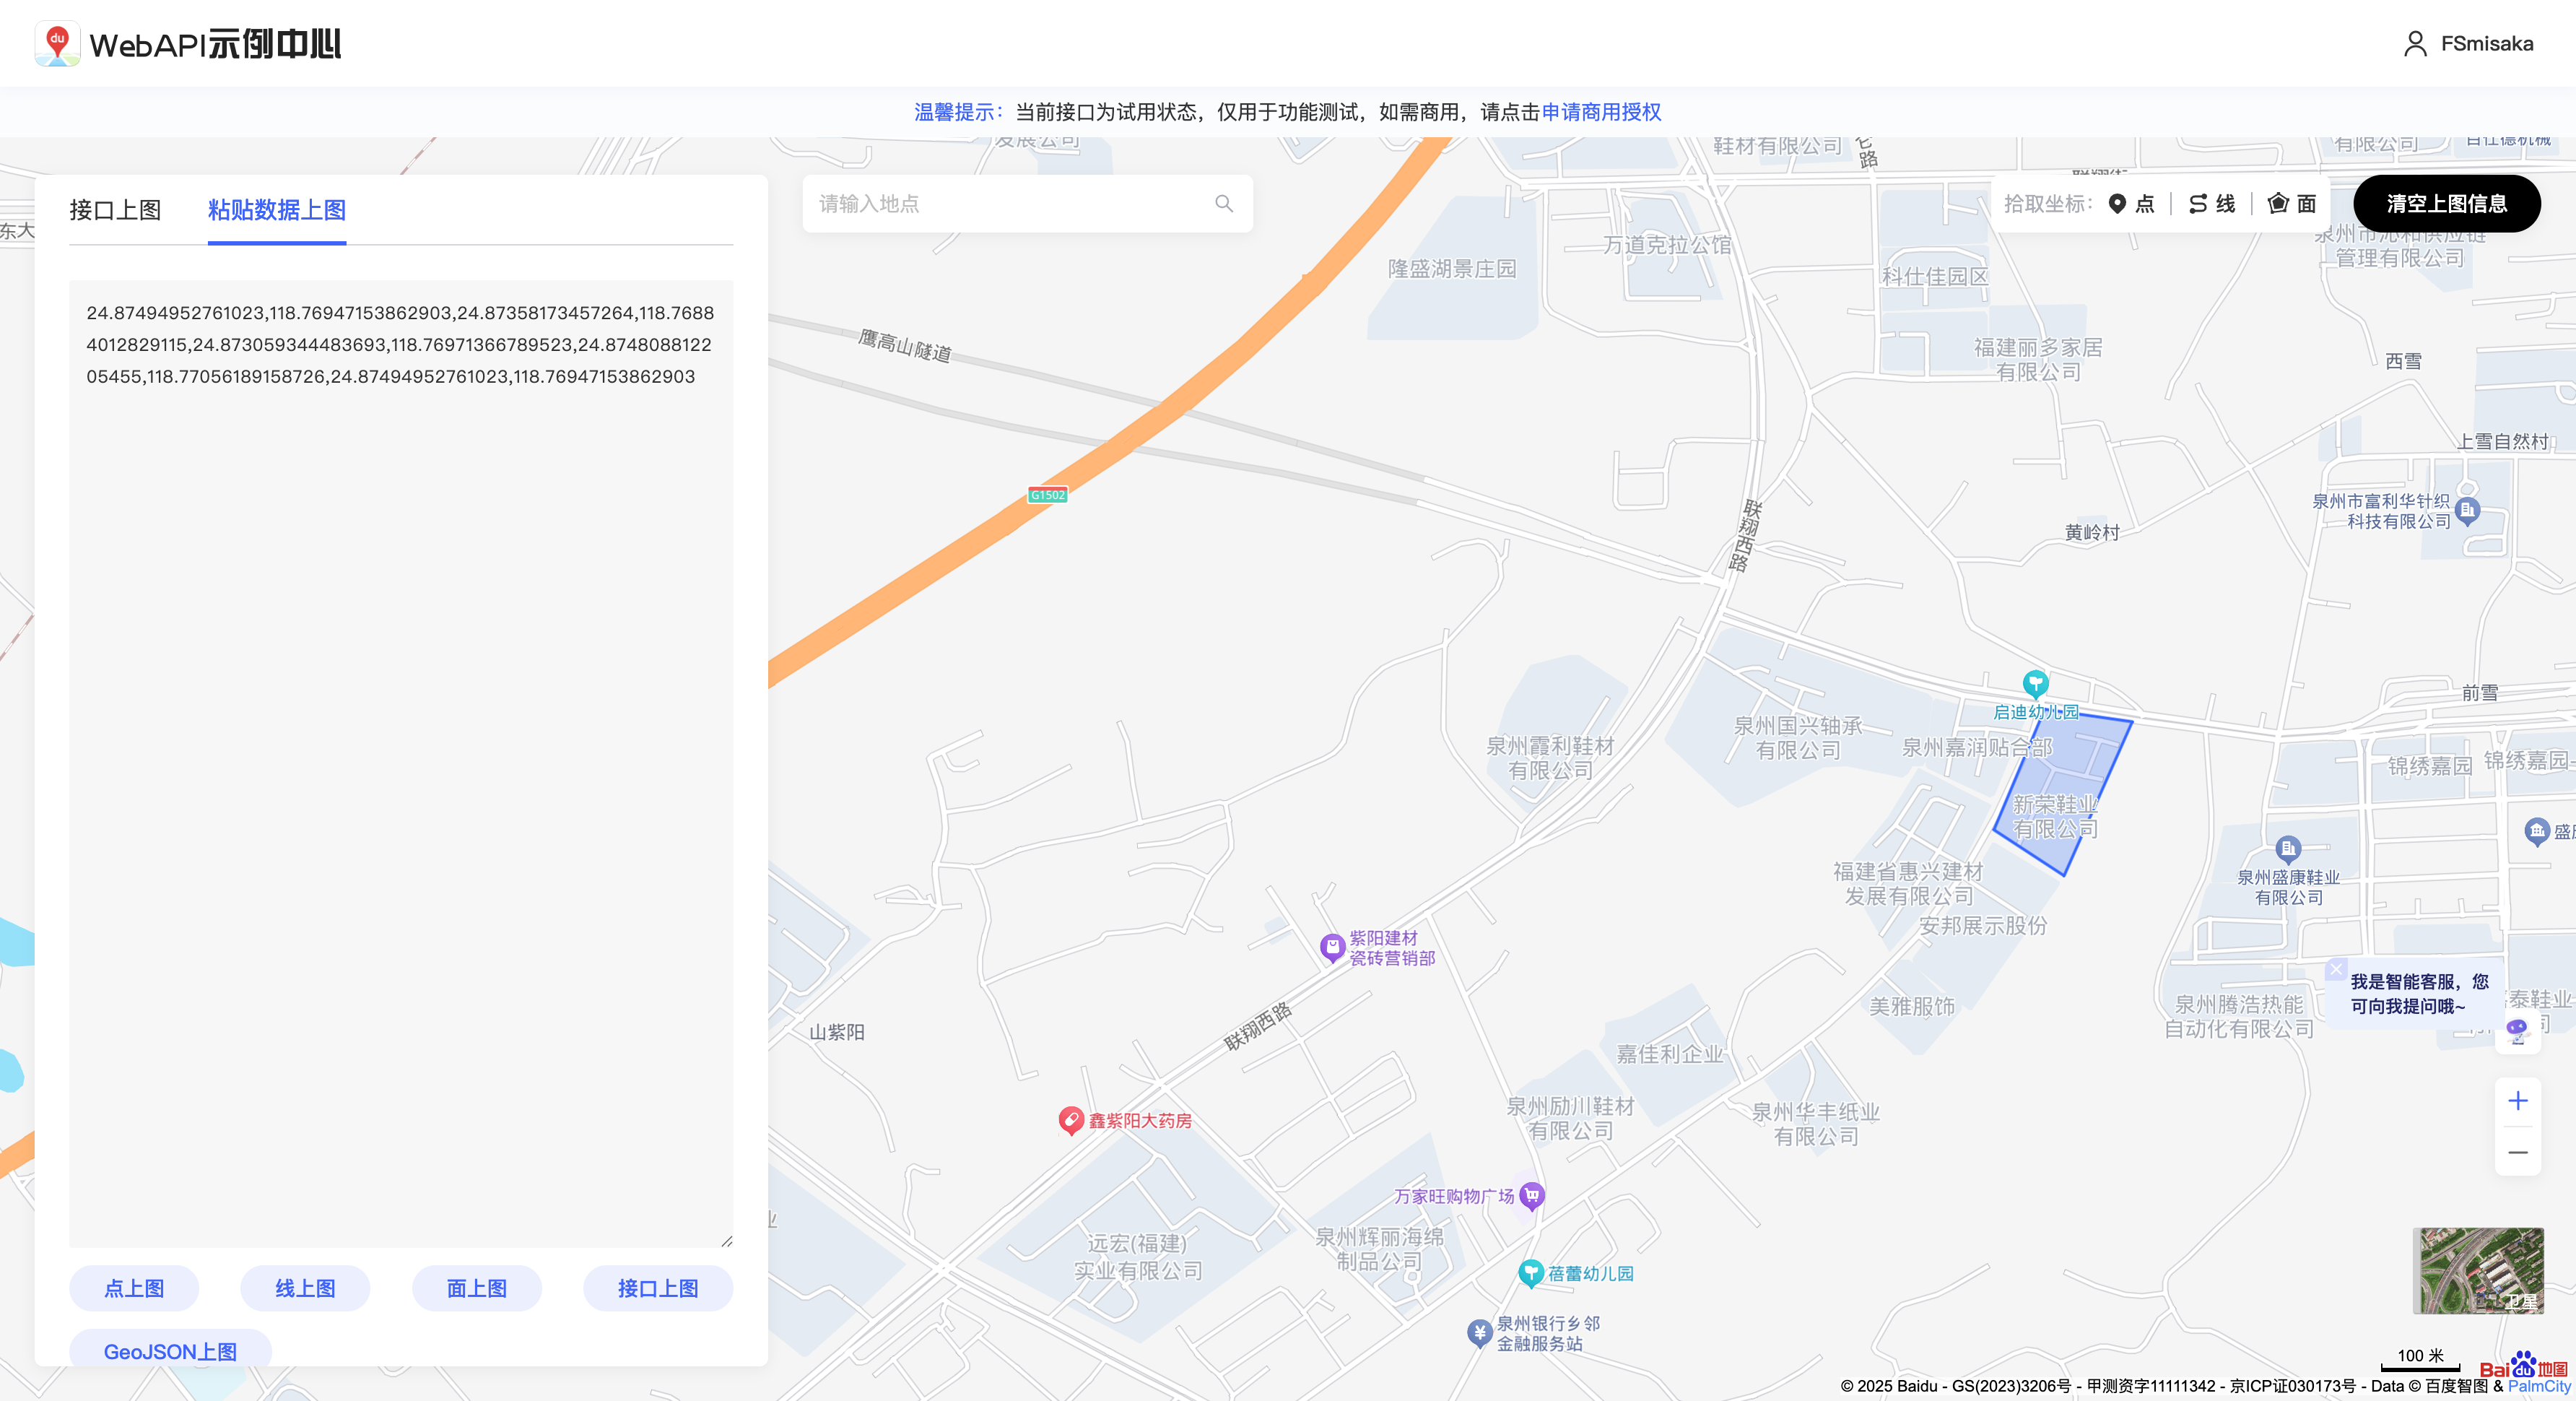 du WebAPI示例中心
FSmisaka
温馨提示：当前接口为试用状态，仅用于功能测试，如需商用，请点击申请商用授权
接口上图
粘贴数据上图
24.87494952761023,118.76947153862903,24.87358173457264,118.7688
4012829115,24.873059344483693,118.76971366789523,24.8748088122
05455,118.77056189158726,24.87494952761023,118.76947153862903
点上图
线上图
面上图
接口上图
GeoJSON上图
请输入地点
拾取坐标：
点
线
面
清空上图信息
发展公司
鞋材有限公司
七路
有限公司
东大
隆盛湖景庄园
万道克拉公馆
科仕佳园区
管理有限公司
鹰高山隧道
福建丽多家居
有限公司
西雪
上雪自然村
G1502
联翔西路
泉州市富利华针织
科技有限公司
黄岭村
前雪
启迪幼儿园
泉州国兴轴承
有限公司
泉州嘉润贴合部
泉州霞利鞋材
有限公司
锦绣嘉园
锦绣嘉园
新荣鞋业
有限公司
福建省惠兴建材
发展有限公司
安邦展示股份
泉州盛康鞋业
有限公司
紫阳建材
瓷砖营销部
我是智能客服，您
可向我提问哦~
泰鞋业
美雅服饰
泉州腾浩热能
自动化有限公司
山紫阳
联翔西路
嘉佳利企业
鑫紫阳大药房
泉州励川鞋材
有限公司
泉州华丰纸业
有限公司
万家旺购物广场
远宏(福建)
实业有限公司
泉州辉丽海绵
制品公司
蓓蕾幼儿园
泉州银行乡邻
金融服务站
卫星
100 米
Bai du 地图
© 2025 Baidu - GS(2023)3206号 - 甲测资字11111342 - 京ICP证030173号 - Data © 百度智图 & PalmCity